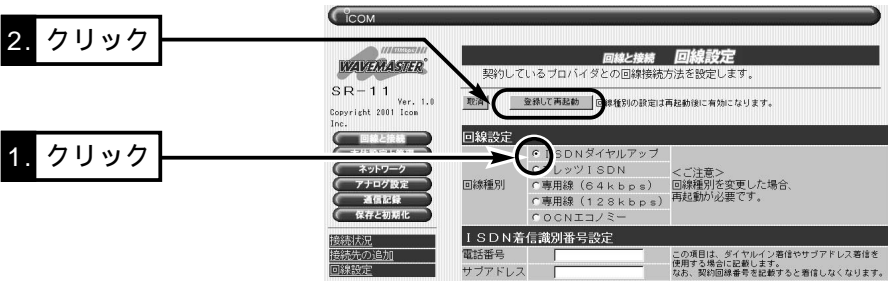 2. クリック
1. クリック
ICOM
11Mbps
WAVEMASTER
SR-11
Ver. 1.0
Copyright 2001 Icom
Inc.
回線と接続
ネットワーク
アナログ設定
通信記録
保存と初期化
接続状況
接続先の追加
回線設定
回線と接続 回線設定
契約しているプロバイダとの回線接続方法を設定します。
取消 登録して再起動 回線種別の設定は再起動後に有効になります。
回線設定
回線種別
ISDNダイヤルアップ
フレッツISDN
専用線(64kbps)
専用線(128kbps)
OCNエコノミー
<ご注意>
回線種別を変更した場合、
再起動が必要です。
ISDN着信識別番号設定
電話番号
サブアドレス
この項目は、ダイヤルイン着信やサブアドレス着信を
使用する場合に記載します。
なお、契約回線番号を記載すると着信しなくなります。